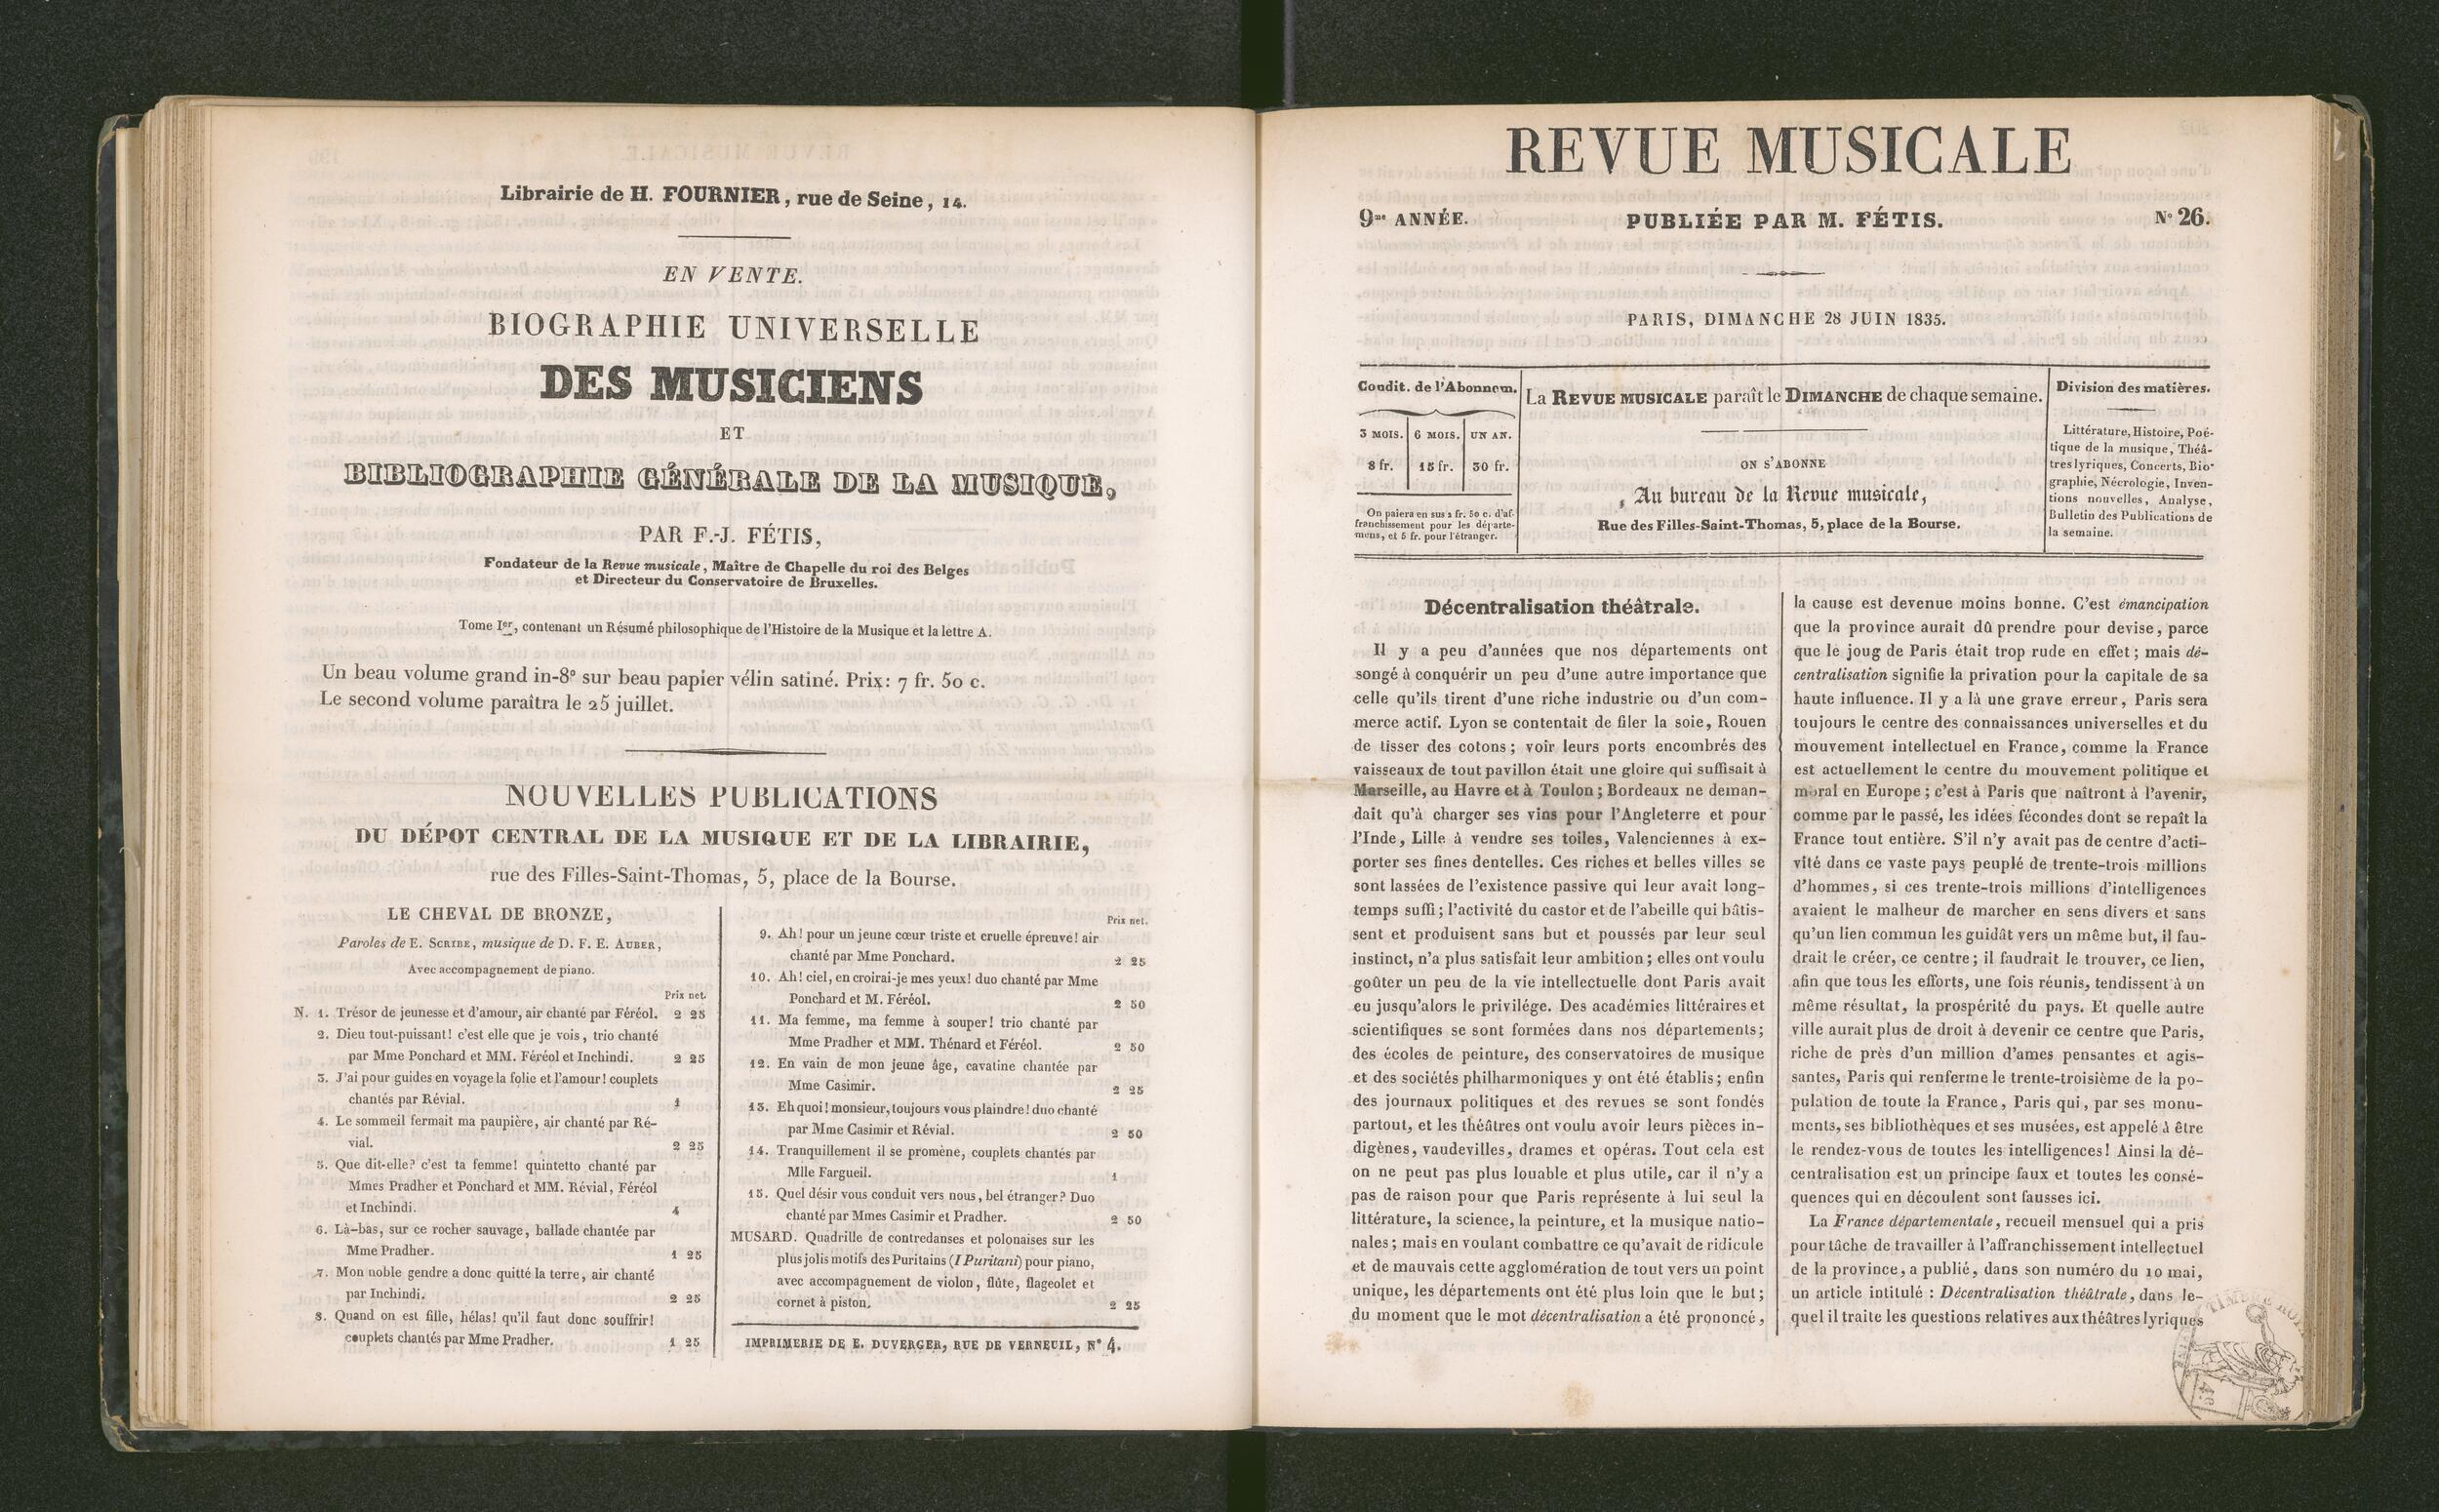 Librairie de H. FOURNIER, rue de Seine, 14.
EN VENTE.
BIOGRAPHIE UNIVERSELLE
DES MUSICIENS
ET
BIBLIOGRAPHIE GÉNÉRALE DE LA MUSIQUE,
PAR F.-J. FÉTIS,
Fondateur de la Revue musicale, Maître de Chapelle du roi des Belges
et Directeur du Conservatoire de Bruxelles.
Tome Ier, contenant un Résumé philosophique de l'Histoire de la Musique et la lettre A.
Un beau volume grand in-8° sur beau papier vélin satiné. Prix: 7 fr. 50 c.
Le second volume paraîtra le 25 juillet.
NOUVELLES PUBLICATIONS
DU DÉPOT CENTRAL DE LA MUSIQUE ET DE LA LIBRAIRIE,
rue des Filles-Saint-Thomas, 5, place de la Bourse.
LE CHEVAL DE BRONZE,
Paroles de E. SCRIBE, musique de D. F. E. AUBER,
Avec accompagnement de piano.
Prix net.
N. 1. Trésor de jeunesse et d'amour, air chanté par Féréol. 2 25
2. Dieu tout-puissant! c'est elle que je vois, trio chanté
par Mme Ponchard et MM. Féréol et Inchindi. 2 25
3. J'ai pour guides en voyage la folie et l'amour! couplets
chantés par Révial. 1
4. Le sommeil fermait ma paupière, air chanté par Ré-
vial. 2 25
5. Que dit-elle? c'est ta femme! quintetto chanté par
Mmes Pradher et Ponchard et MM. Révial, Féréol
et Inchindi. 4
6. Là-bas, sur ce rocher sauvage, ballade chantée par
Mme Pradher. 1 25
7. Mon noble gendre a donc quitté la terre, air chanté
par Inchindi. 2 25
8. Quand on est fille, hélas! qu'il faut donc souffrir!
couplets chantés par Mme Pradher. 1 25
Prix net.
9. Ah! pour un jeune cœur triste et cruelle épreuve! air
chanté par Mme Ponchard. 2 25
10. Ah! ciel, en croirai-je mes yeux! duo chanté par Mme
Ponchard et M. Féréol. 2 50
11. Ma femme, ma femme à souper! trio chanté par
Mme Pradher et MM. Thénard et Féréol. 2 50
12. En vain de mon jeune âge, cavatine chantée par
Mme Casimir. 2 25
13. Eh quoi! monsieur, toujours vous plaindre! duo chanté
par Mme Casimir et Révial. 2 50
14. Tranquillement il se promène, couplets chantés par
Mlle Fargueil. 1
15. Quel désir vous conduit vers nous, bel étranger? Duo
chanté par Mmes Casimir et Pradher. 2 50
MUSARD. Quadrille de contredanses et polonaises sur les
plus jolis motifs des Puritains (I Puritani) pour piano,
avec accompagnement de violon, flûte, flageolet et
cornet à piston. 2 25
IMPRIMERIE DE E. DUVERGER, RUE DE VERNEUIL, N° 4.
REVUE MUSICALE
9me ANNÉE. PUBLIÉE PAR M. FÉTIS. N° 26.
PARIS, DIMANCHE 28 JUIN 1835.
Condit. de l'Abonnem.
3 MOIS. 6 MOIS. UN AN.
8 fr. 15 fr. 30 fr.
On paiera en sus 2 fr. 50 c. d'af-
franchissement pour les départe-
mens, et 5 fr. pour l'étranger.
La REVUE MUSICALE paraît le DIMANCHE de chaque semaine.
ON S'ABONNE
Au bureau de la Revue musicale,
Rue des Filles-Saint-Thomas, 5, place de la Bourse.
Division des matières.
Littérature, Histoire, Poé-
tique de la musique, Théâ-
tres lyriques, Concerts, Bio-
graphie, Nécrologie, Inven-
tions nouvelles, Analyse,
Bulletin des Publications de
la semaine.
Décentralisation théâtrale.
Il y a peu d'années que nos départements ont
songé à conquérir un peu d'une autre importance que
celle qu'ils tirent d'une riche industrie ou d'un com-
merce actif. Lyon se contentait de filer la soie, Rouen
de tisser des cotons; voir leurs ports encombrés des
vaisseaux de tout pavillon était une gloire qui suffisait à
Marseille, au Havre et à Toulon; Bordeaux ne deman-
dait qu'à charger ses vins pour l'Angleterre et pour
l'Inde, Lille à vendre ses toiles, Valenciennes à ex-
porter ses fines dentelles. Ces riches et belles villes se
sont lassées de l'existence passive qui leur avait long-
temps suffi; l'activité du castor et de l'abeille qui bâtis-
sent et produisent sans but et poussés par leur seul
instinct, n'a plus satisfait leur ambition; elles ont voulu
goûter un peu de la vie intellectuelle dont Paris avait
eu jusqu'alors le privilége. Des académies littéraires et
scientifiques se sont formées dans nos départements;
des écoles de peinture, des conservatoires de musique
et des sociétés philharmoniques y ont été établis; enfin
des journaux politiques et des revues se sont fondés
partout, et les théâtres ont voulu avoir leurs pièces in-
digènes, vaudevilles, drames et opéras. Tout cela est
on ne peut pas plus louable et plus utile, car il n'y a
pas de raison pour que Paris représente à lui seul la
littérature, la science, la peinture, et la musique natio-
nales; mais en voulant combattre ce qu'avait de ridicule
et de mauvais cette agglomération de tout vers un point
unique, les départements ont été plus loin que le but;
du moment que le mot décentralisation a été prononcé,
la cause est devenue moins bonne. C'est émancipation
que la province aurait dû prendre pour devise, parce
que le joug de Paris était trop rude en effet; mais dé-
centralisation signifie la privation pour la capitale de sa
haute influence. Il y a là une grave erreur, Paris sera
toujours le centre des connaissances universelles et du
mouvement intellectuel en France, comme la France
est actuellement le centre du mouvement politique et
moral en Europe; c'est à Paris que naîtront à l'avenir,
comme par le passé, les idées fécondes dont se repaît la
France tout entière. S'il n'y avait pas de centre d'acti-
vité dans ce vaste pays peuplé de trente-trois millions
d'hommes, si ces trente-trois millions d'intelligences
avaient le malheur de marcher en sens divers et sans
qu'un lien commun les guidât vers un même but, il fau-
drait le créer, ce centre; il faudrait le trouver, ce lien,
afin que tous les efforts, une fois réunis, tendissent à un
même résultat, la prospérité du pays. Et quelle autre
ville aurait plus de droit à devenir ce centre que Paris,
riche de près d'un million d'ames pensantes et agis-
santes, Paris qui renferme le trente-troisième de la po-
pulation de toute la France, Paris qui, par ses monu-
ments, ses bibliothèques et ses musées, est appelé à être
le rendez-vous de toutes les intelligences! Ainsi la dé-
centralisation est un principe faux et toutes les consé-
quences qui en découlent sont fausses ici.
La France départementale, recueil mensuel qui a pris
pour tâche de travailler à l'affranchissement intellectuel
de la province, a publié, dans son numéro du 10 mai,
un article intitulé: Décentralisation théâtrale, dans le-
quel il traite les questions relatives aux théâtres lyriques